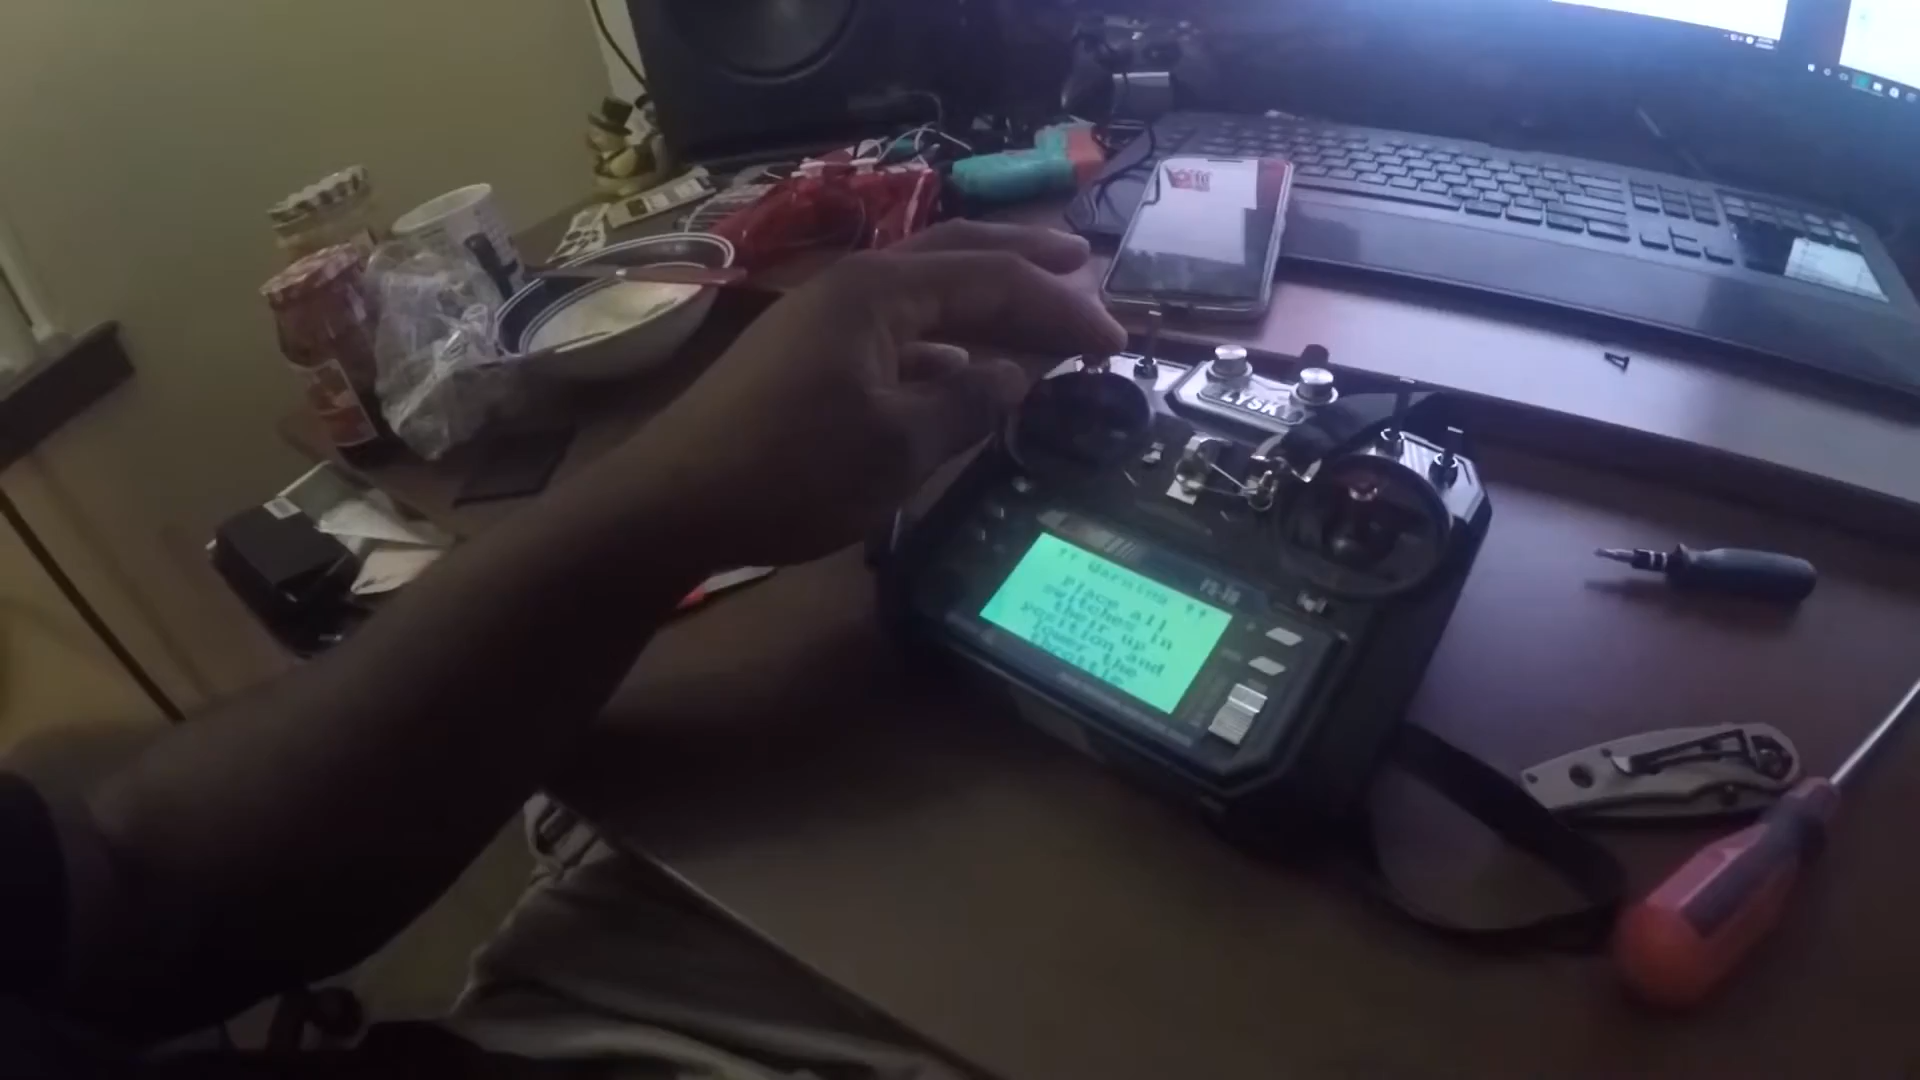 LYSK
FS-i6
!! Warning !!
place all
switches in
their up
position and
lower the
throttle